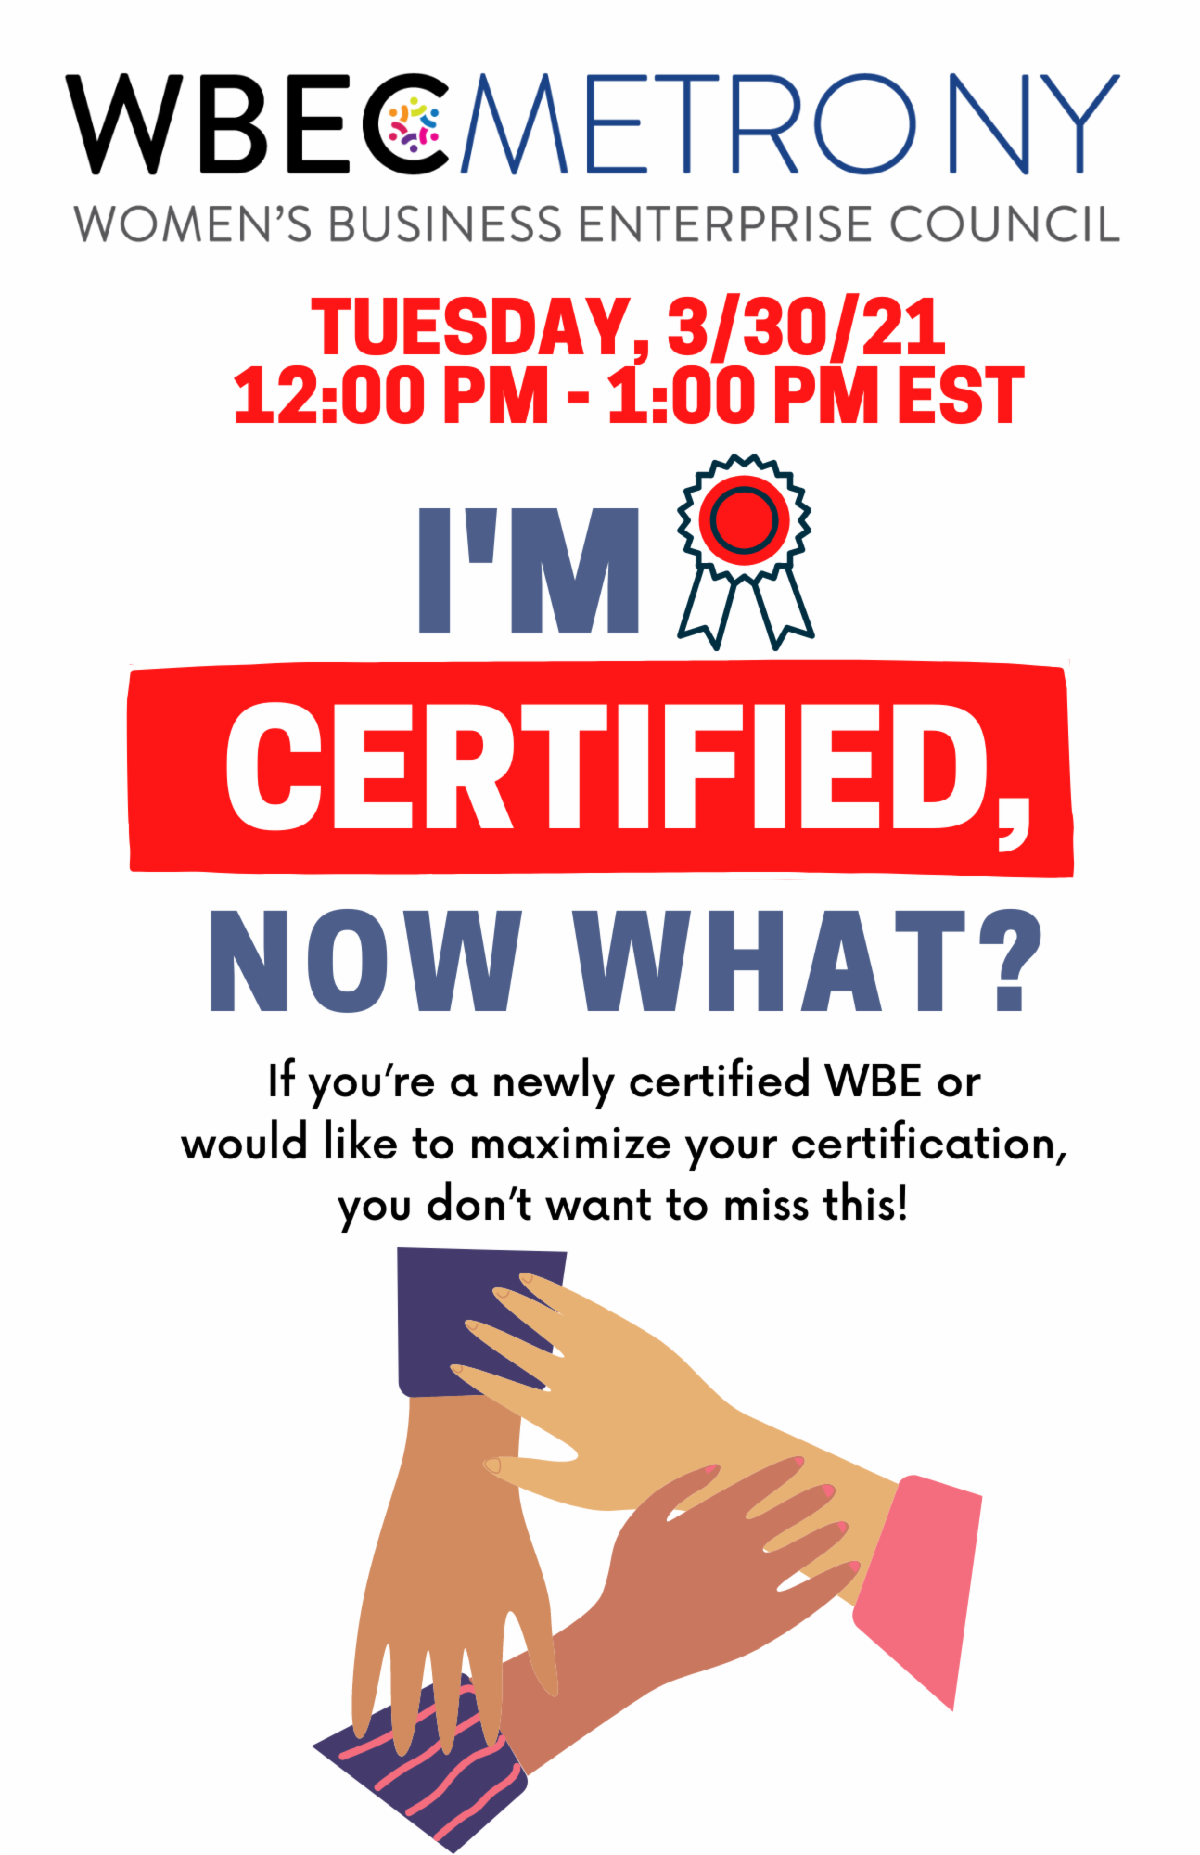 WBECMETRO NY
WOMEN'S BUSINESS ENTERPRISE COUNCIL
TUESDAY, 3/30/21
12:00 PM - 1:00 PM EST
I'M
CERTIFIED,
NOW WHAT?
If you're a newly certified WBE or
would like to maximize your certification,
you don't want to miss this!